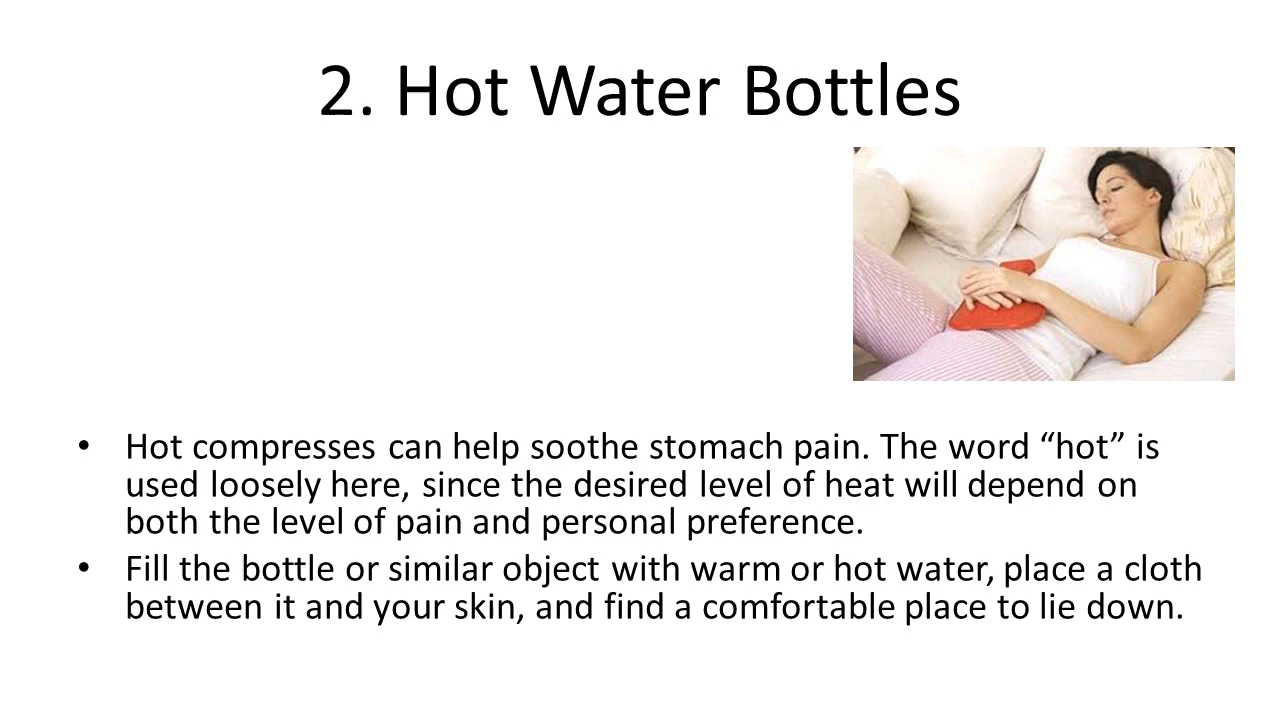 2. Hot Water Bottles
• Hot compresses can help soothe stomach pain. The word “hot” is
used loosely here, since the desired level of heat will depend on
both the level of pain and personal preference.
• Fill the bottle or similar object with warm or hot water, place a cloth
between it and your skin, and find a comfortable place to lie down.